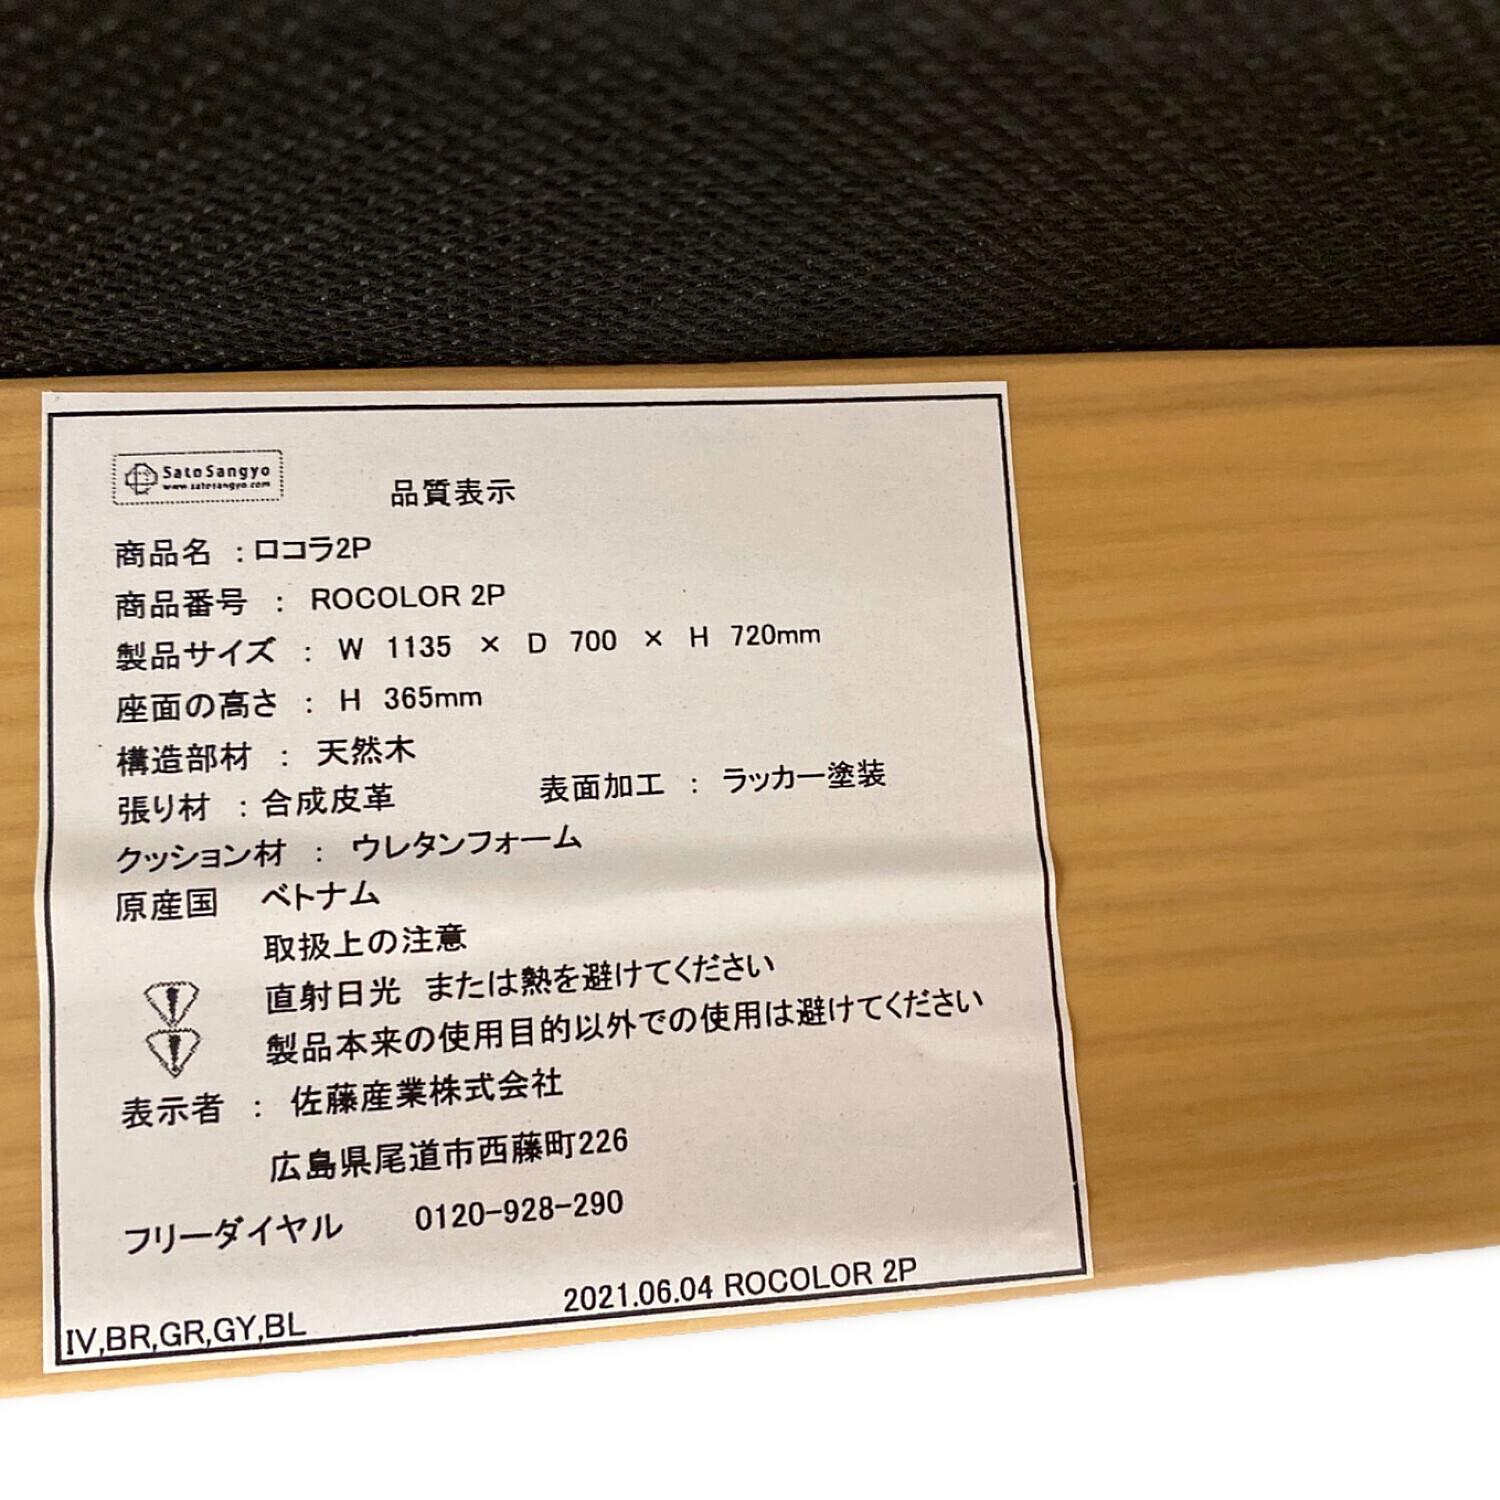 SatoSangyo
www.satosangyo.com
品質表示
商品名 :ロコラ2P
商品番号 : ROCOLOR 2P
製品サイズ : W 1135 × D 700 × H 720mm
座面の高さ : H 365mm
構造部材 : 天然木
張り材 :合成皮革 表面加工 : ラッカー塗装
クッション材 : ウレタンフォーム
原産国 ベトナム
取扱上の注意
! 直射日光 または熱を避けてください
! 製品本来の使用目的以外での使用は避けてください
表示者 : 佐藤産業株式会社
広島県尾道市西藤町226
フリーダイヤル 0120-928-290
2021.06.04 ROCOLOR 2P
IV,BR,GR,GY,BL